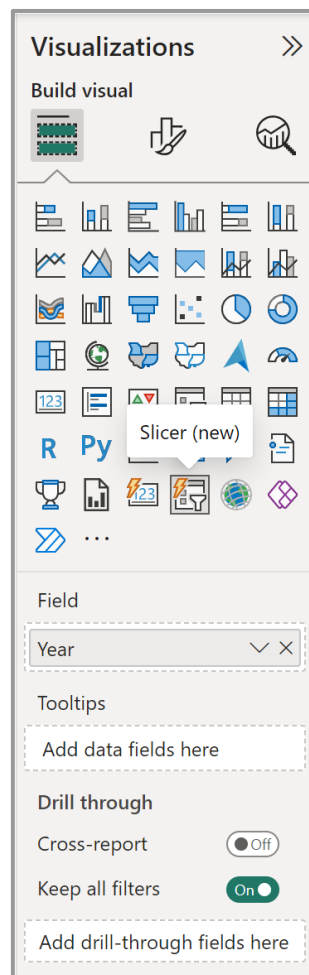 Visualizations
Build visual
123
Slicer (new)
R Py
123
Field
Year
Tooltips
Add data fields here
Drill through
Cross-report Off
Keep all filters On
Add drill-through fields here